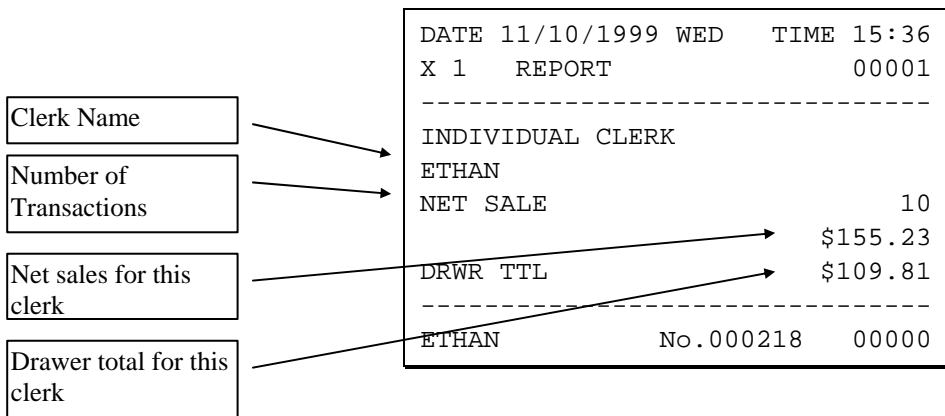 Clerk Name
Number of
Transactions
Net sales for this
clerk
Drawer total for this
clerk
DATE 11/10/1999 WED TIME 15:36
X 1 REPORT 00001
--------------------------------
INDIVIDUAL CLERK
ETHAN
NET SALE 10
$155.23
DRWR TTL $109.81
--------------------------------
ETHAN No.000218 00000